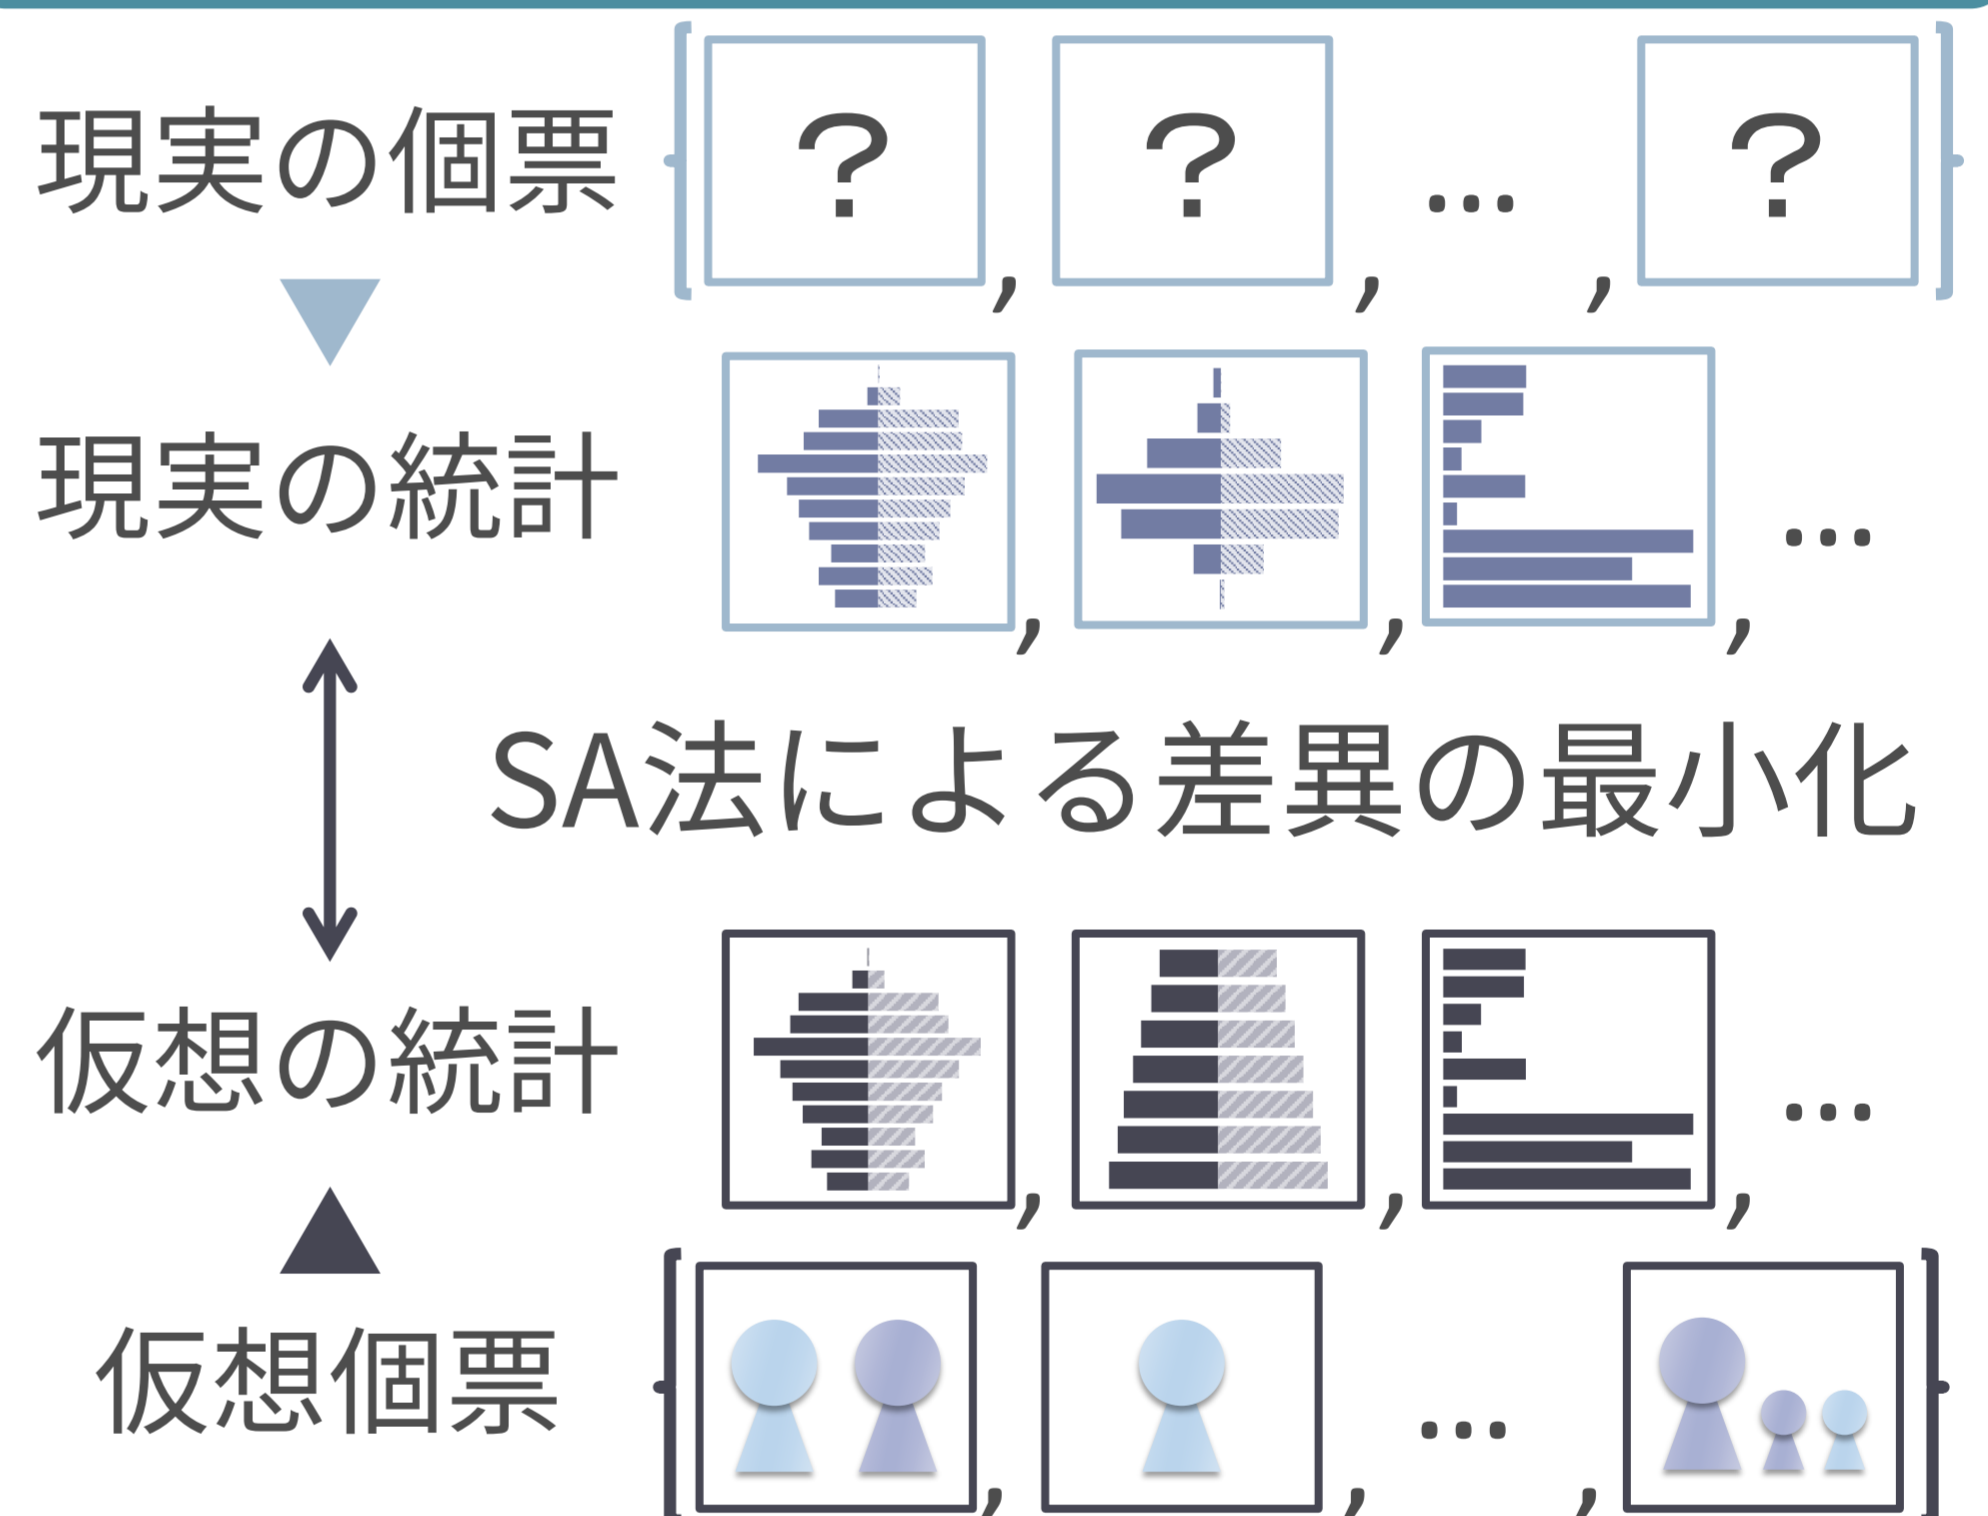 現実の個票
? , ? , … , ?
現実の統計
, , , …
SA法による差異の最小化
仮想の統計
, , , …
仮想個票
, , … ,